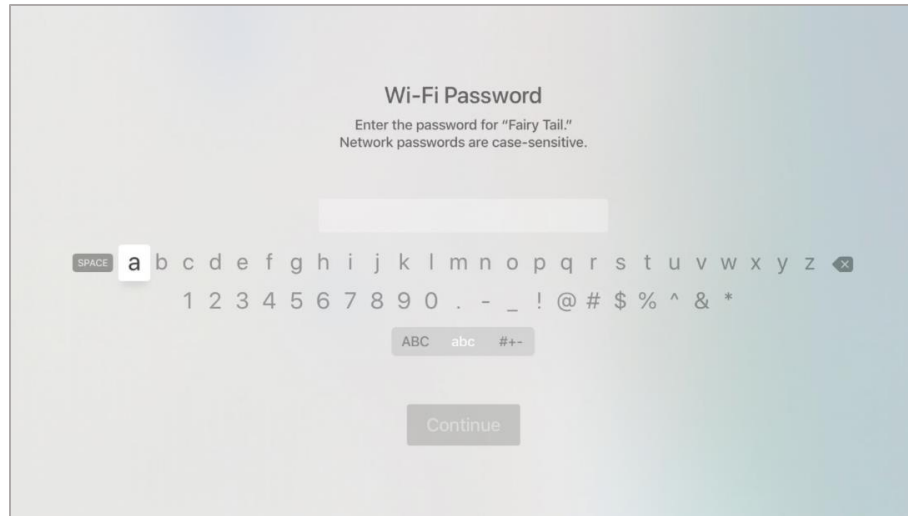 Wi-Fi Password
Enter the password for “Fairy Tail.”
Network passwords are case-sensitive.
SPACE a b c d e f g h i j k l m n o p q r s t u v w x y z
1 2 3 4 5 6 7 8 9 0 . - _ ! @ # $ % ^ & *
ABC abc #+-
Continue